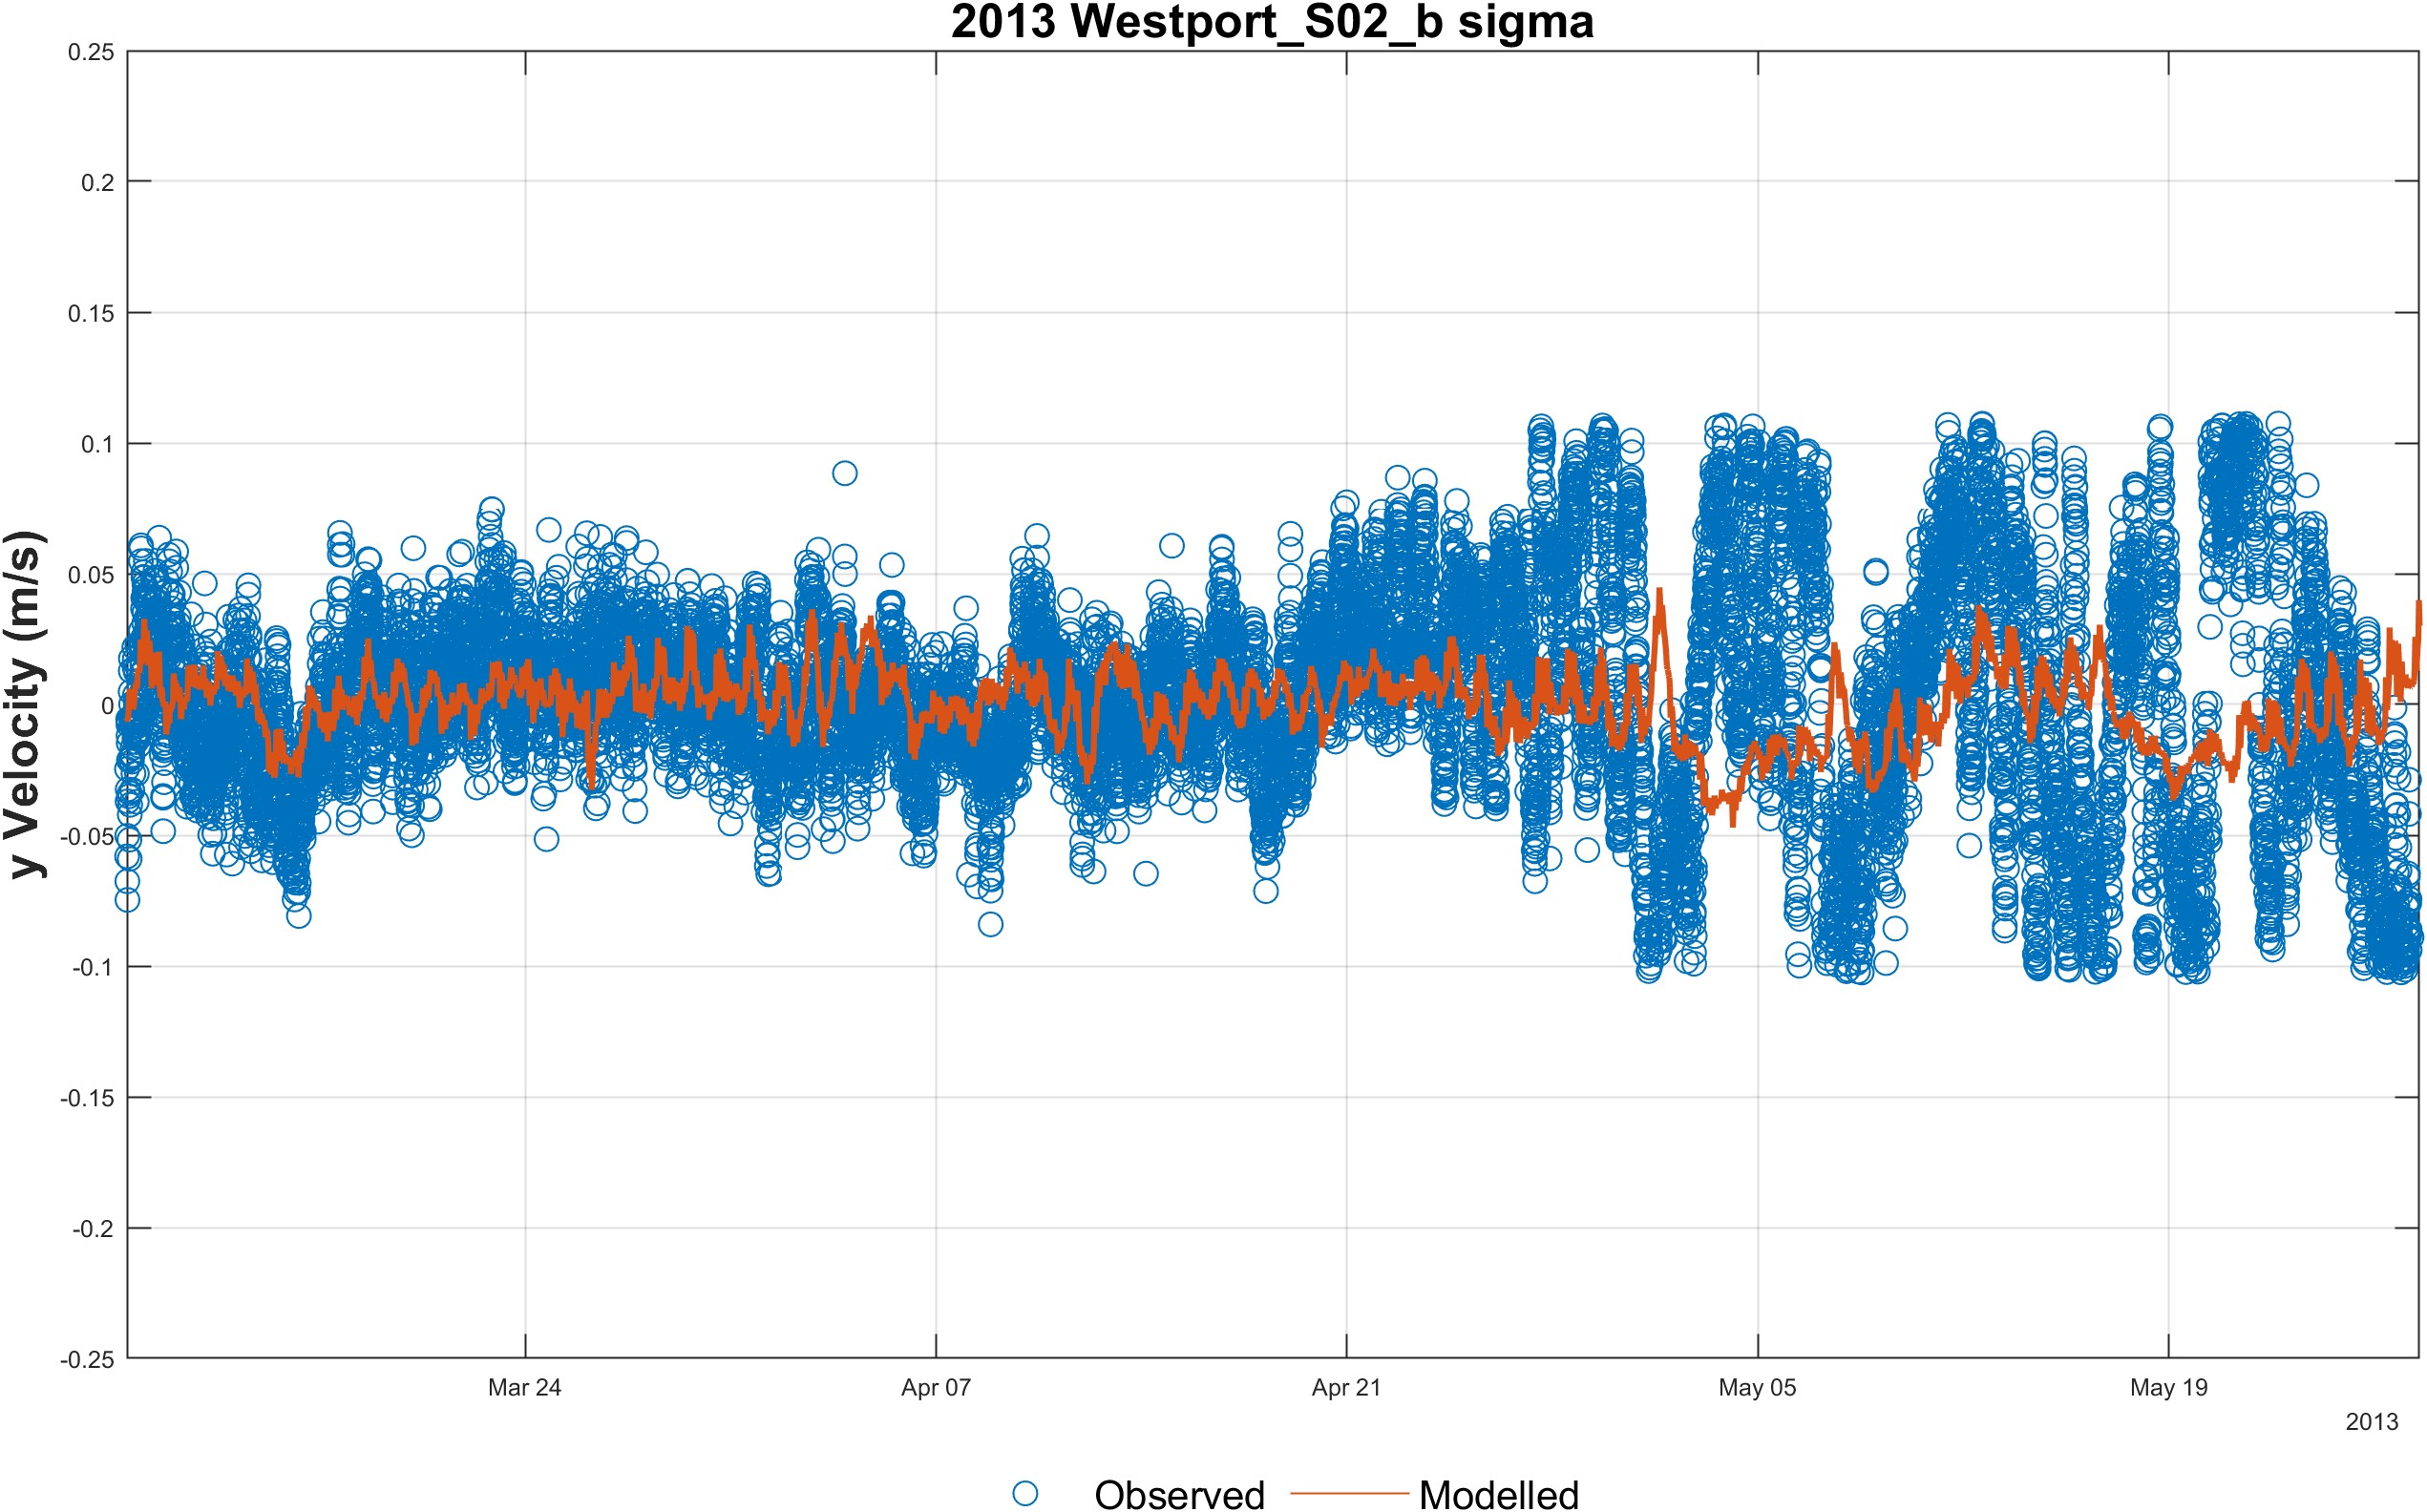 2013 Westport_S02_b sigma
y Velocity (m/s)
0.25
0.2
0.15
0.1
0.05
0
-0.05
-0.1
-0.15
-0.2
-0.25
Mar 24
Apr 07
Apr 21
May 05
May 19
2013
Observed
Modelled